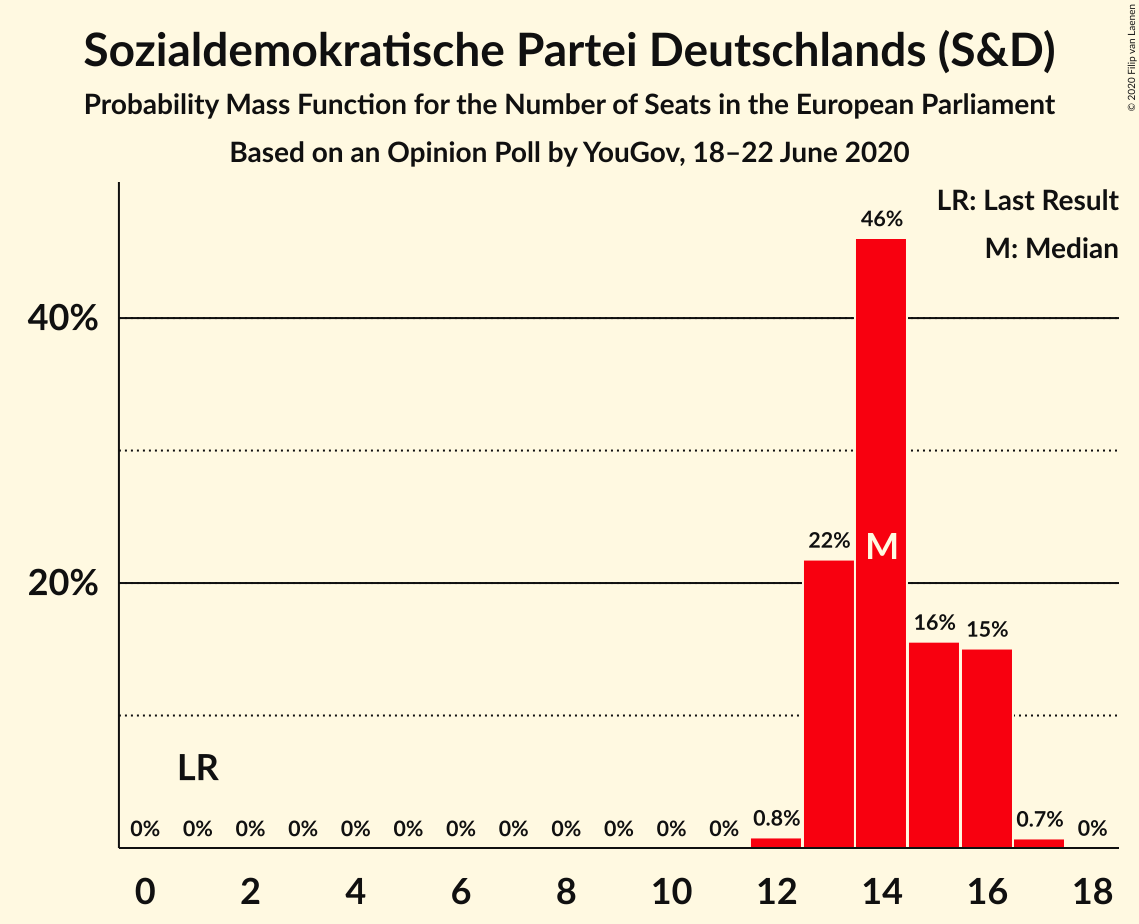 Sozialdemokratische Partei Deutschlands (S&D)
Probability Mass Function for the Number of Seats in the European Parliament
Based on an Opinion Poll by YouGov, 18–22 June 2020
© 2020 Filip van Laenen
LR: Last Result
M: Median
46%
40%
22%
M
20%
16%
15%
LR
0%
0%
0%
0%
0%
0%
0%
0%
0%
0%
0%
0%
0.8%
0.7%
0%
0 2 4 6 8 10 12 14 16 18